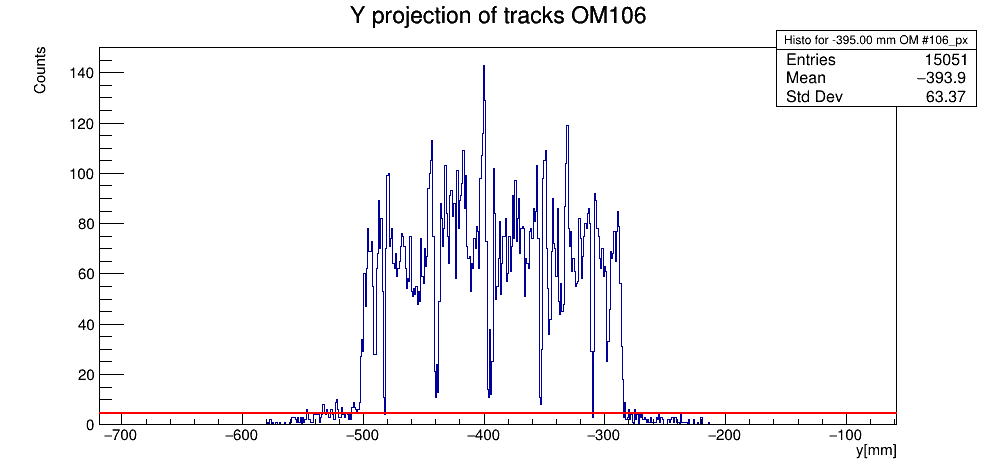 Y projection of tracks OM106
Histo for -395.00 mm OM #106_px
Entries 15051
Mean −393.9
Std Dev 63.37
Counts
140
120
100
80
60
40
20
0
−700 −600 −500 −400 −300 −200 −100
y[mm]